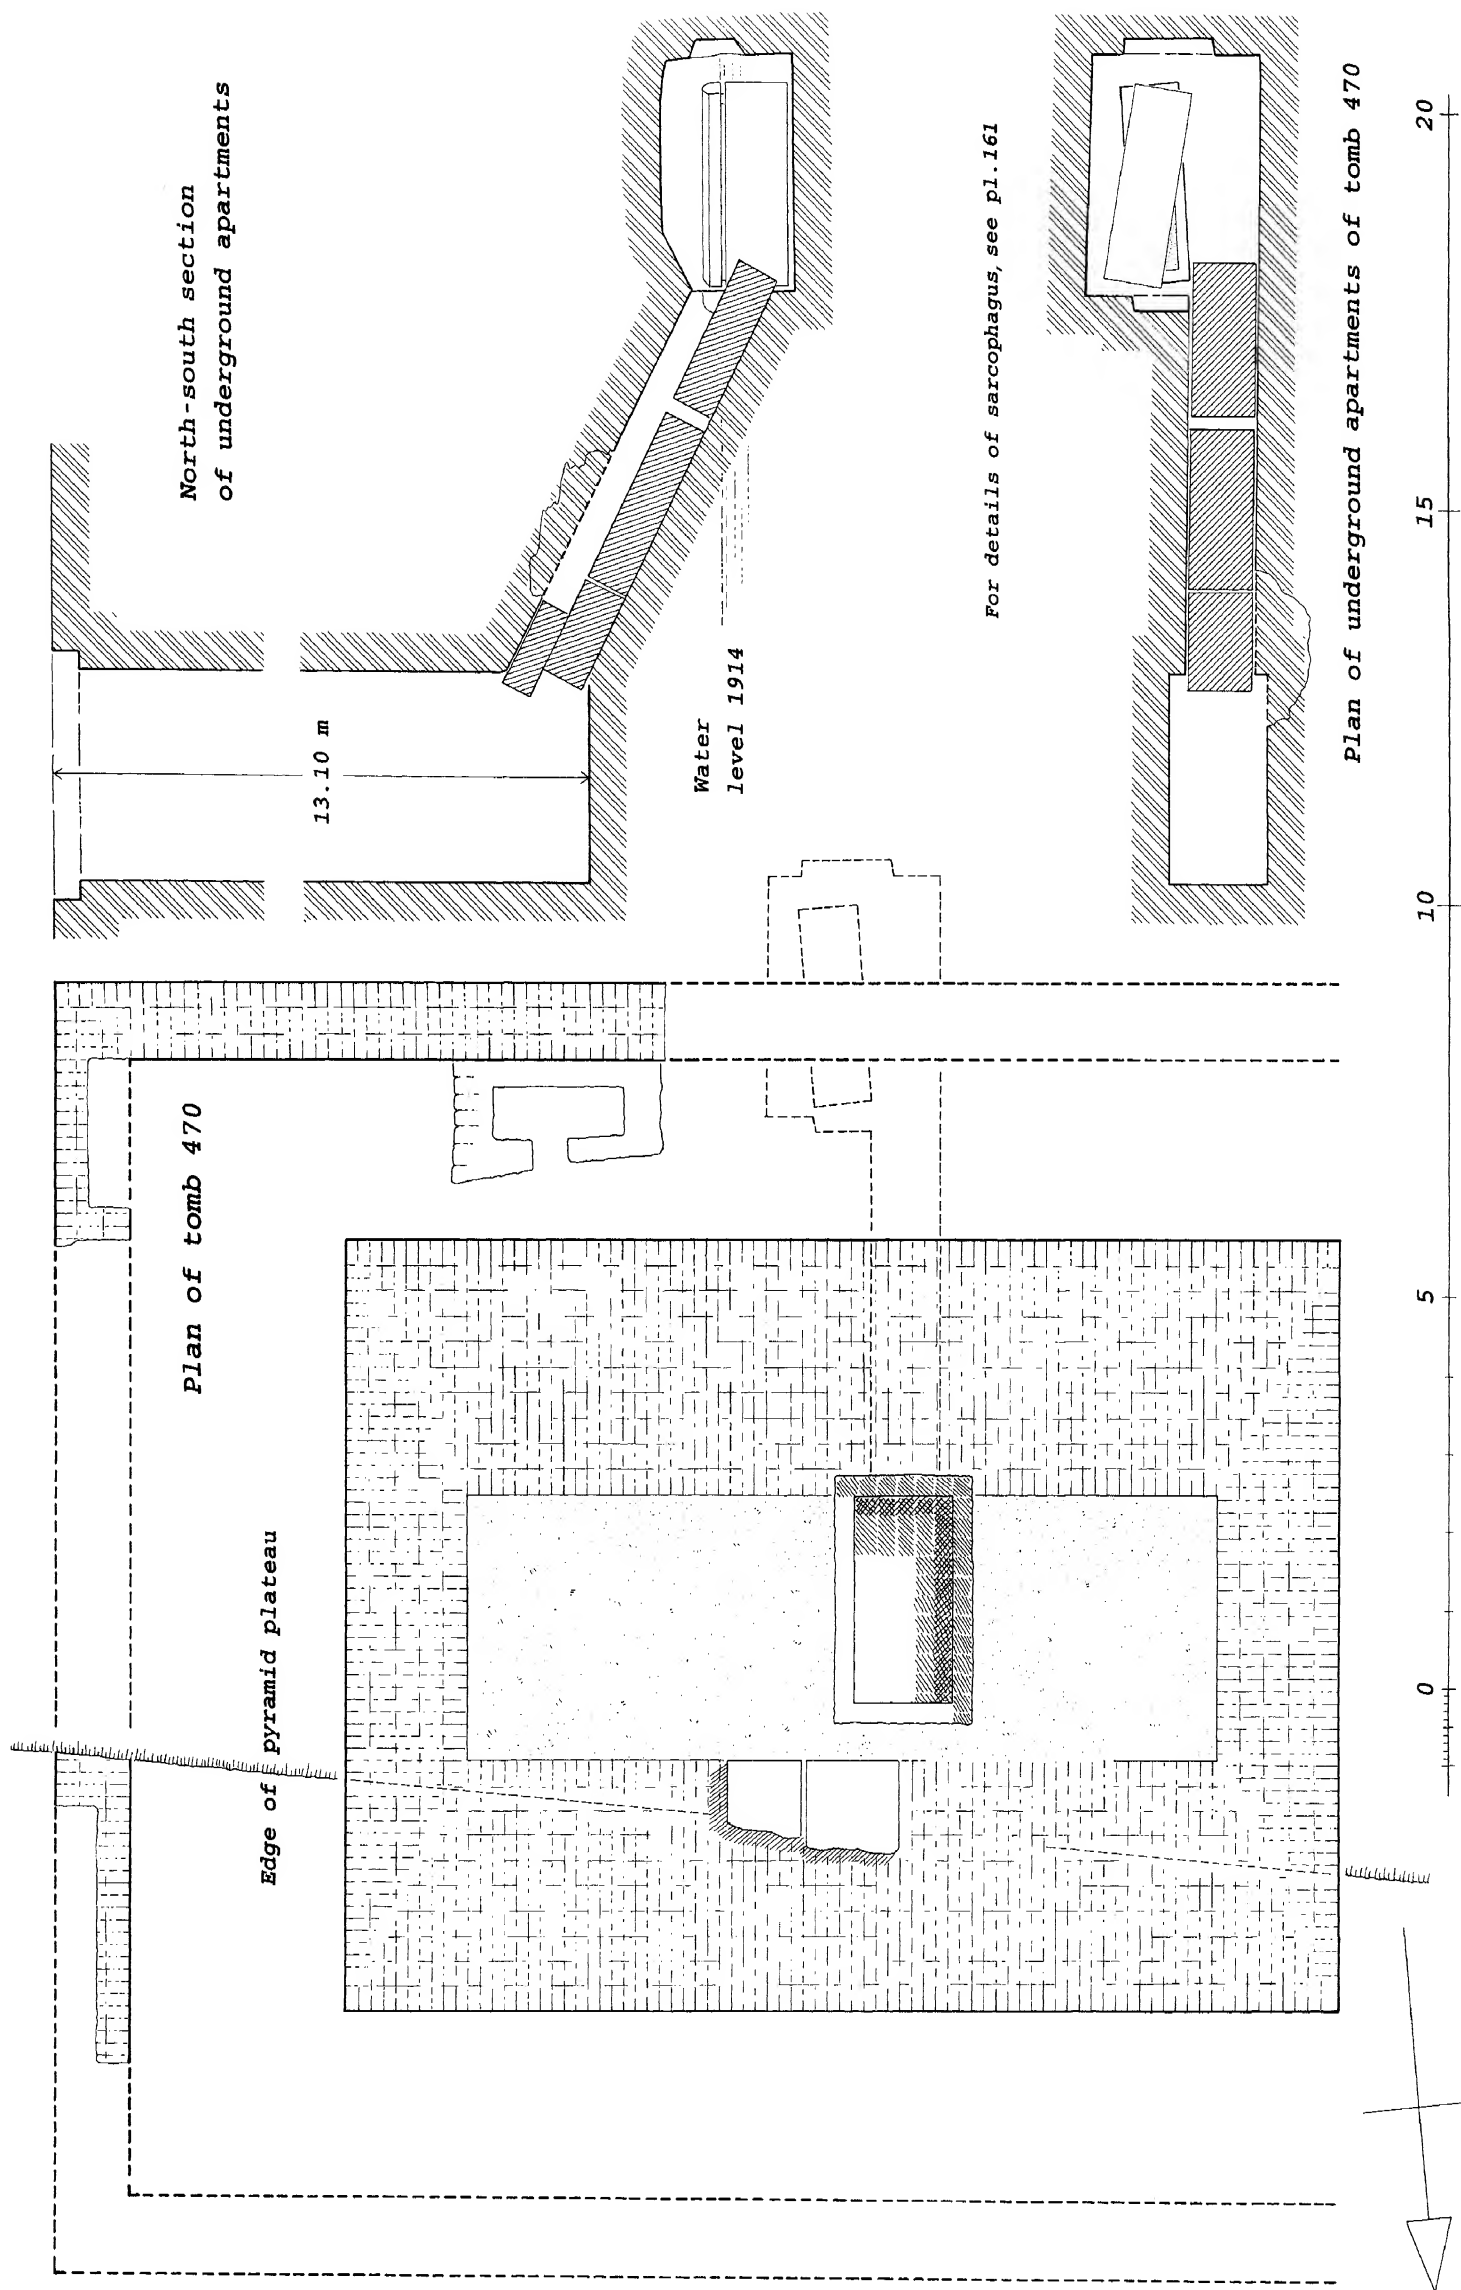 North-south section
of underground apartments
13.10 m
Water
level 1914
For details of sarcophagus, see pl.161
Plan of underground apartments of tomb 470
Plan of tomb 470
Edge of pyramid plateau
0 5 10 15 20